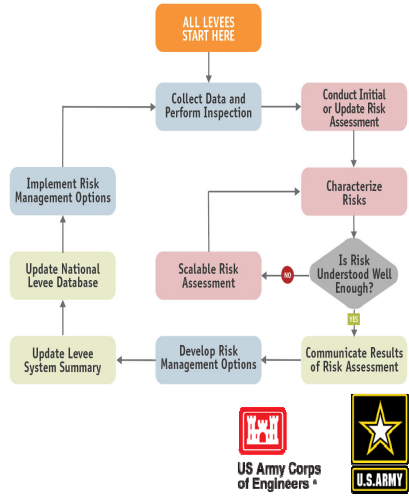 ALL LEVEES
START HERE
Collect Data and
Perform Inspection
Conduct Initial
or Update Risk
Assessment
Characterize
Risks
Is Risk
Understood Well
Enough?
NO
Scalable Risk
Assessment
YES
Communicate Results
of Risk Assessment
Develop Risk
Management Options
Update Levee
System Summary
Update National
Levee Database
Implement Risk
Management Options
US Army Corps
of Engineers ®
U.S.ARMY